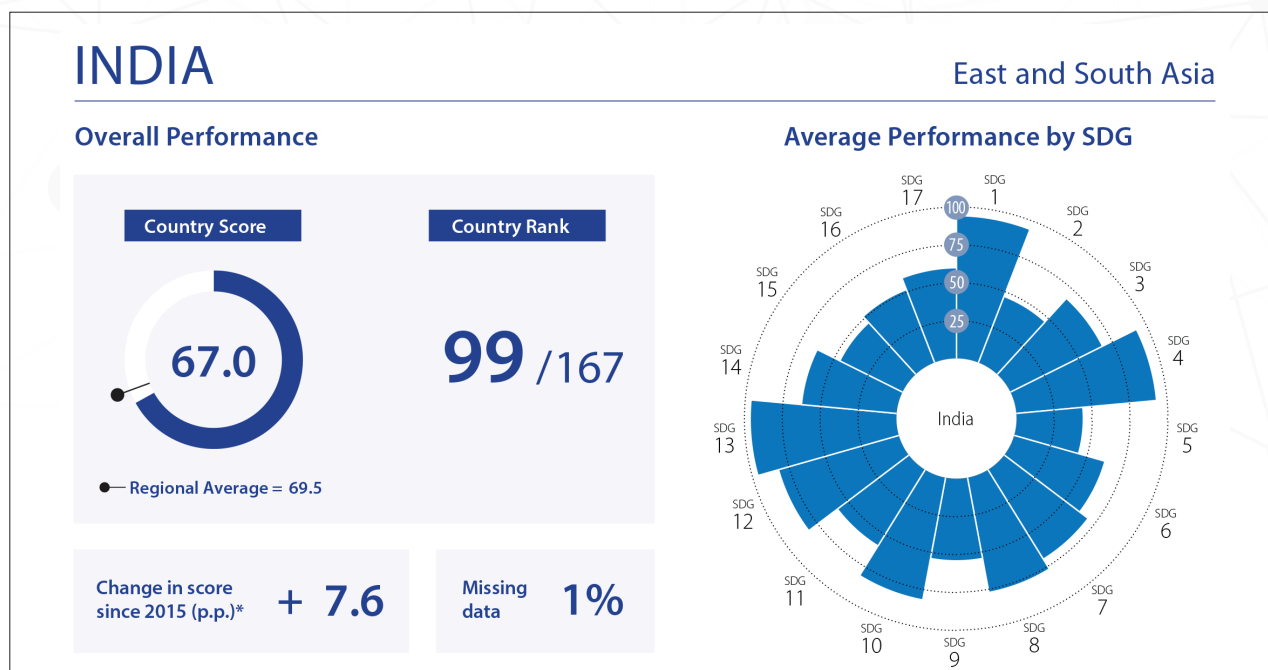 INDIA
East and South Asia
Overall Performance
Country Score
67.0
Regional Average = 69.5
Country Rank
99 /167
Change in score
since 2015 (p.p.)*
+ 7.6
Missing
data
1%
Average Performance by SDG
SDG
1
SDG
2
SDG
3
SDG
4
SDG
5
SDG
6
SDG
7
SDG
8
SDG
9
SDG
10
SDG
11
SDG
12
SDG
13
SDG
14
SDG
15
SDG
16
SDG
17
100
75
50
25
India